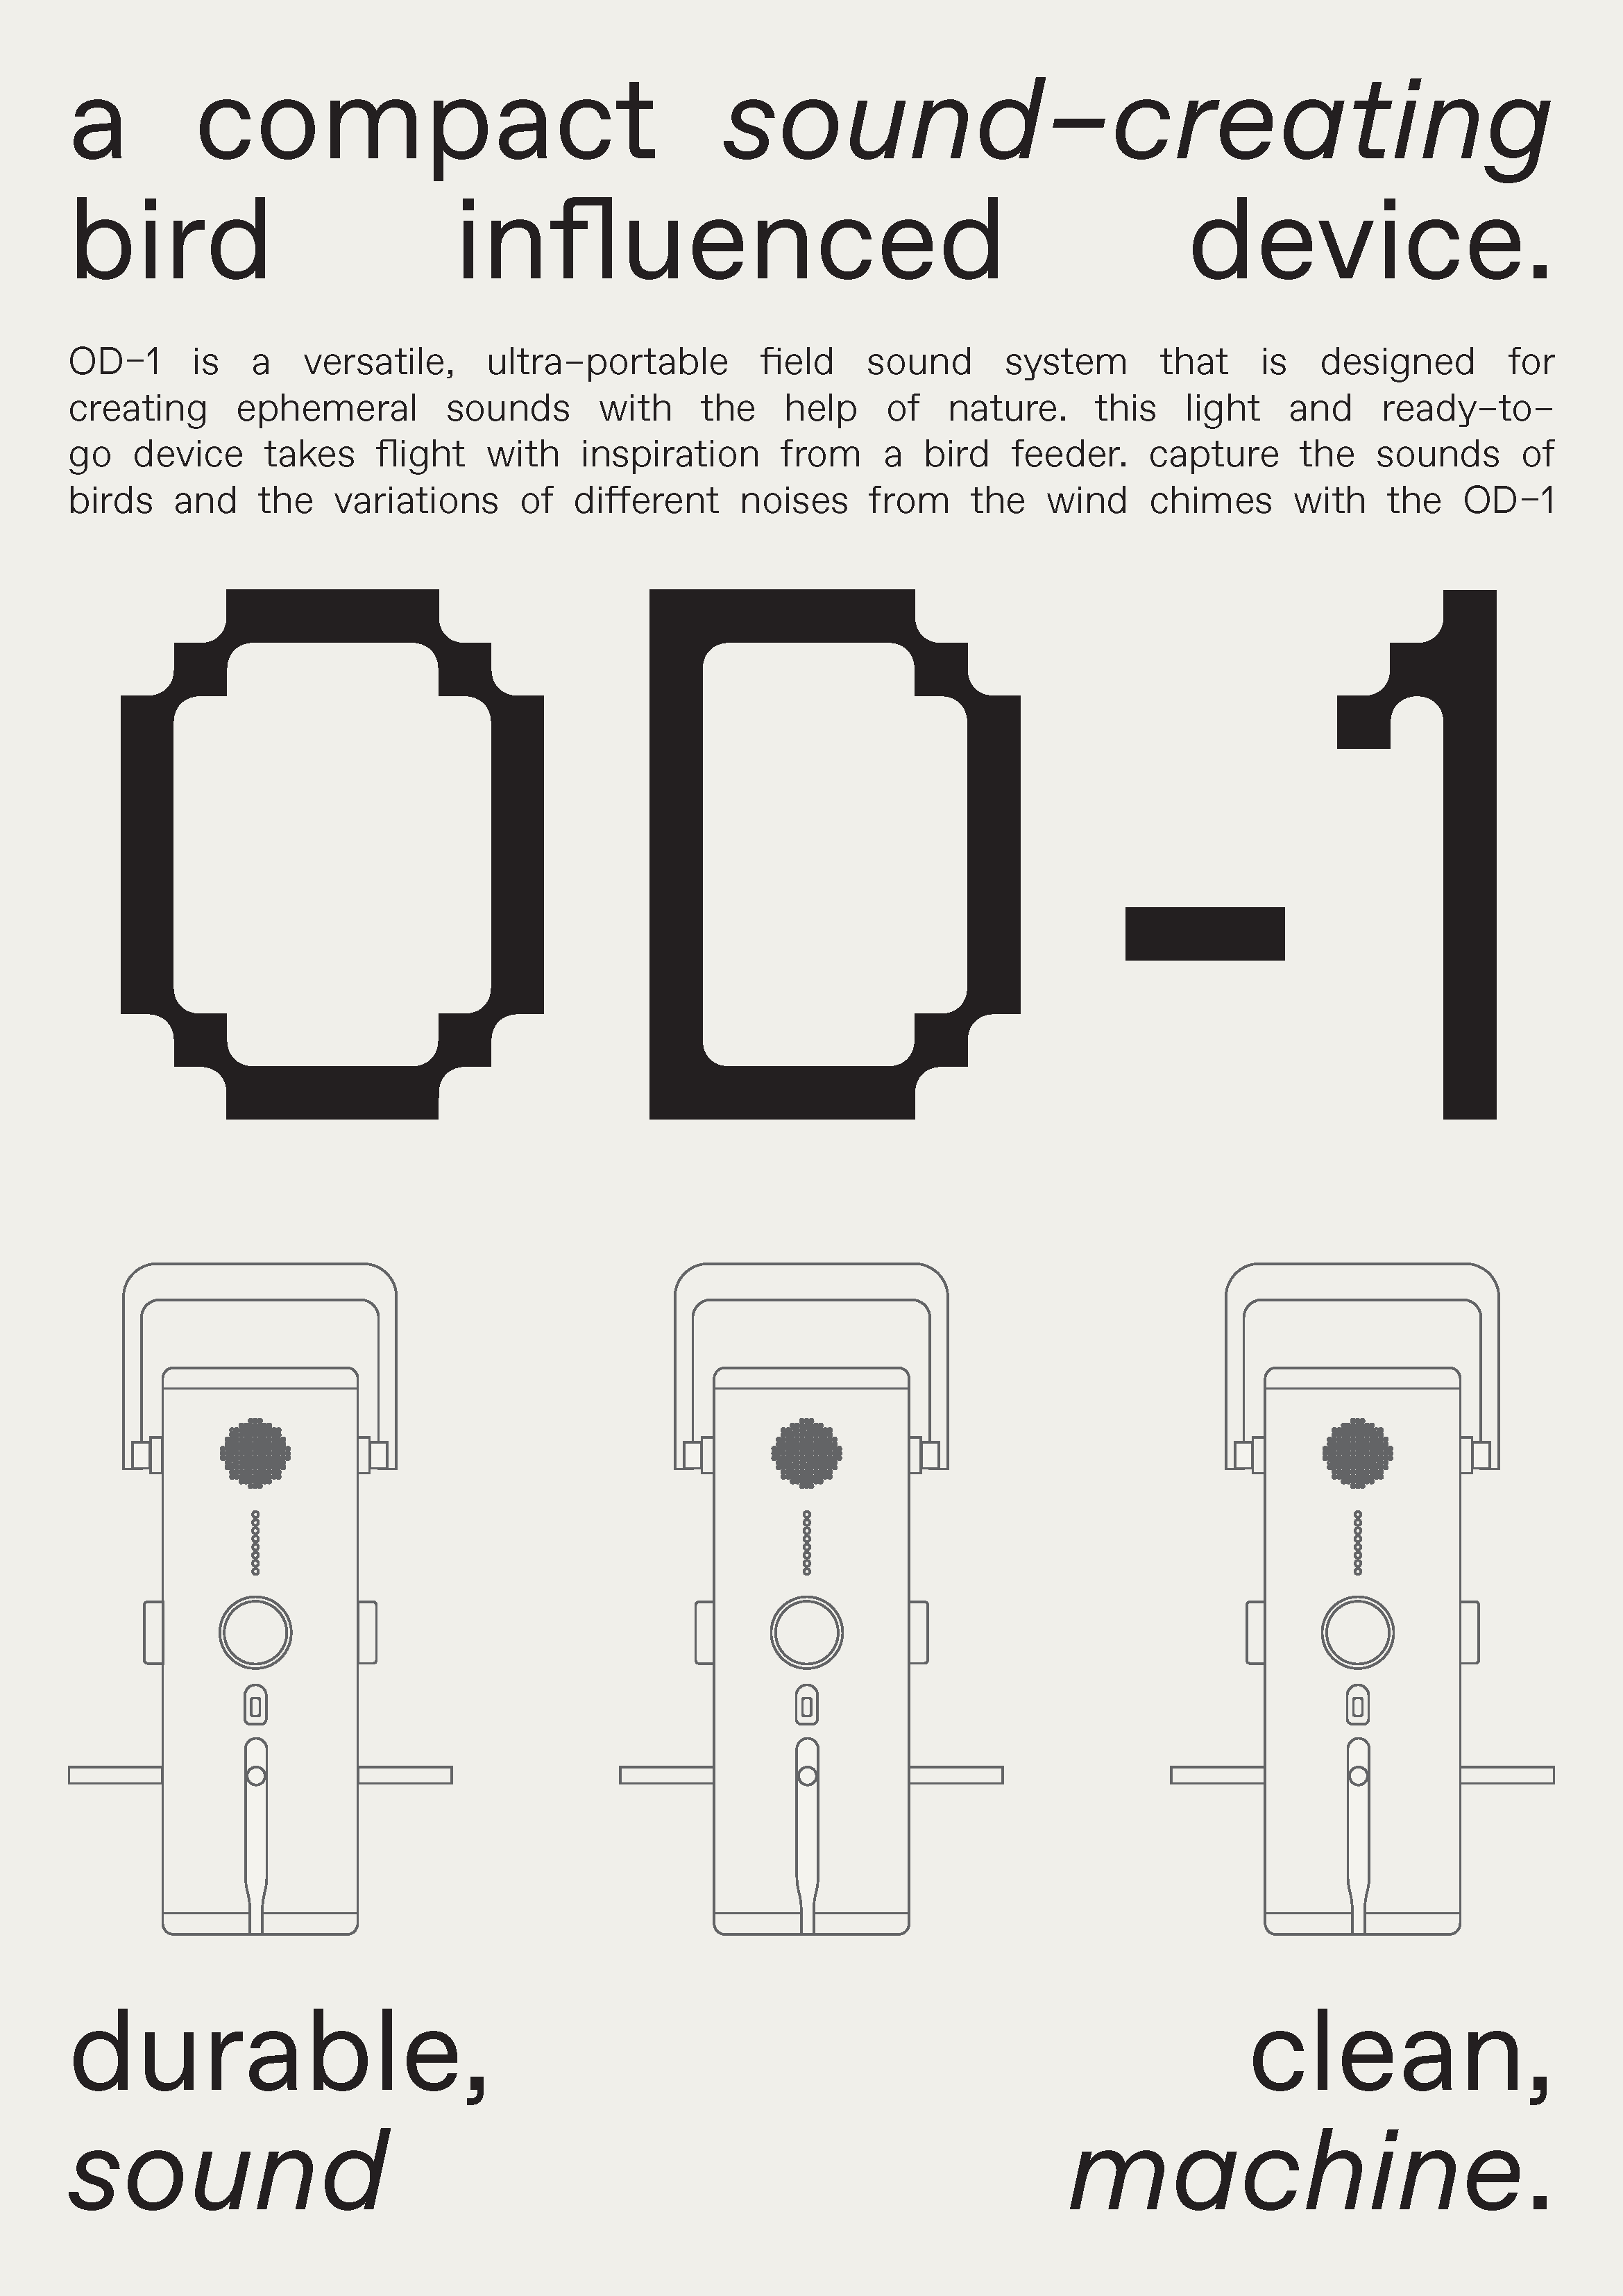 a compact sound–creating
bird influenced device.
OD–1 is a versatile, ultra–portable field sound system that is designed for
creating ephemeral sounds with the help of nature. this light and ready–to–
go device takes flight with inspiration from a bird feeder. capture the sounds of
birds and the variations of different noises from the wind chimes with the OD–1
OD-1
durable, clean,
sound machine.